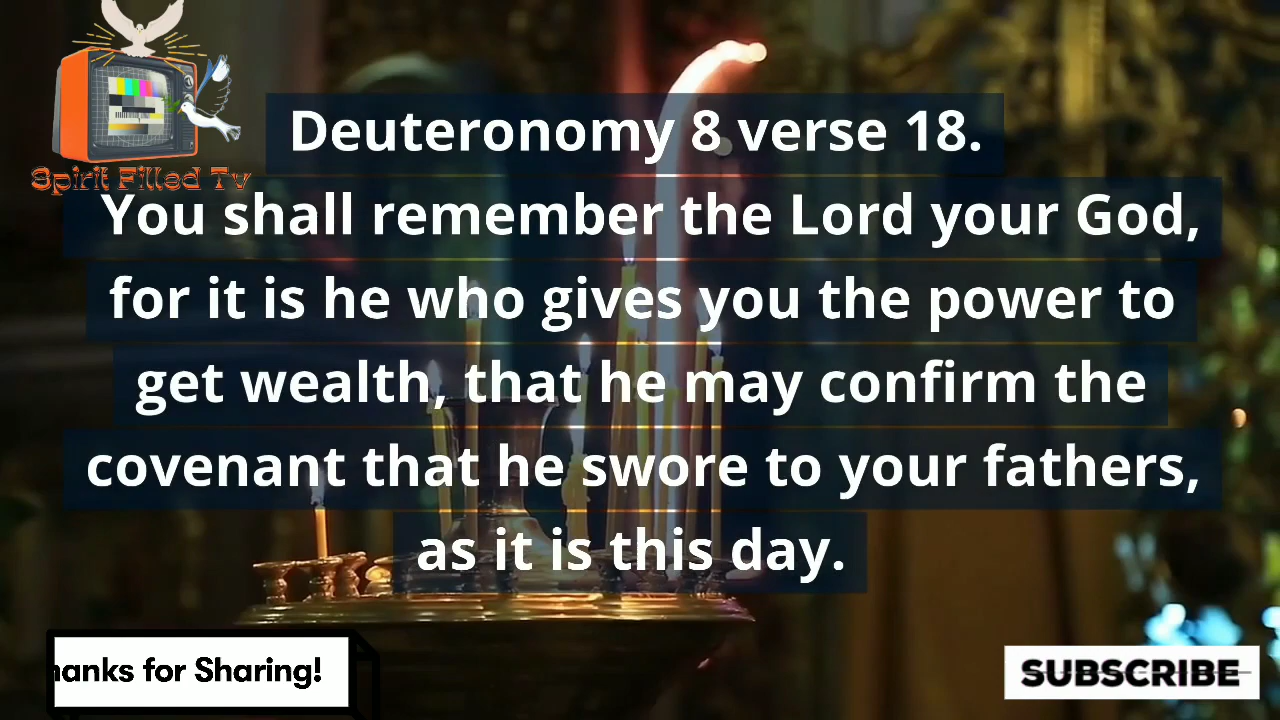 Spirit Filled Tv
Deuteronomy 8 verse 18.
You shall remember the Lord your God,
for it is he who gives you the power to
get wealth, that he may confirm the
covenant that he swore to your fathers,
as it is this day.
hanks for Sharing!
SUBSCRIBE